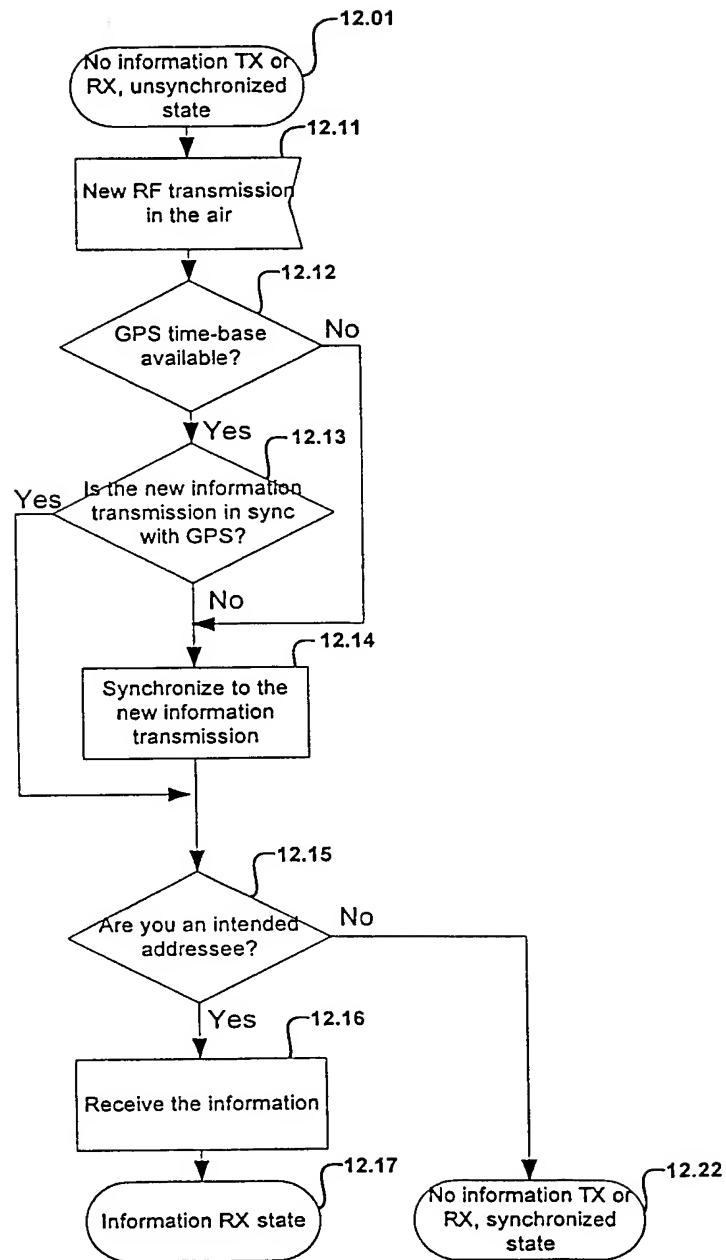 12.01
No information TX or
RX, unsynchronized
state
12.11
New RF transmission
in the air
12.12
GPS time-base
available?
No
Yes
12.13
Yes
Is the new information
transmission in sync
with GPS?
No
12.14
Synchronize to the
new information
transmission
12.15
Are you an intended
addressee?
No
Yes
12.16
Receive the information
12.17
Information RX state
12.22
No information TX or
RX, synchronized
state